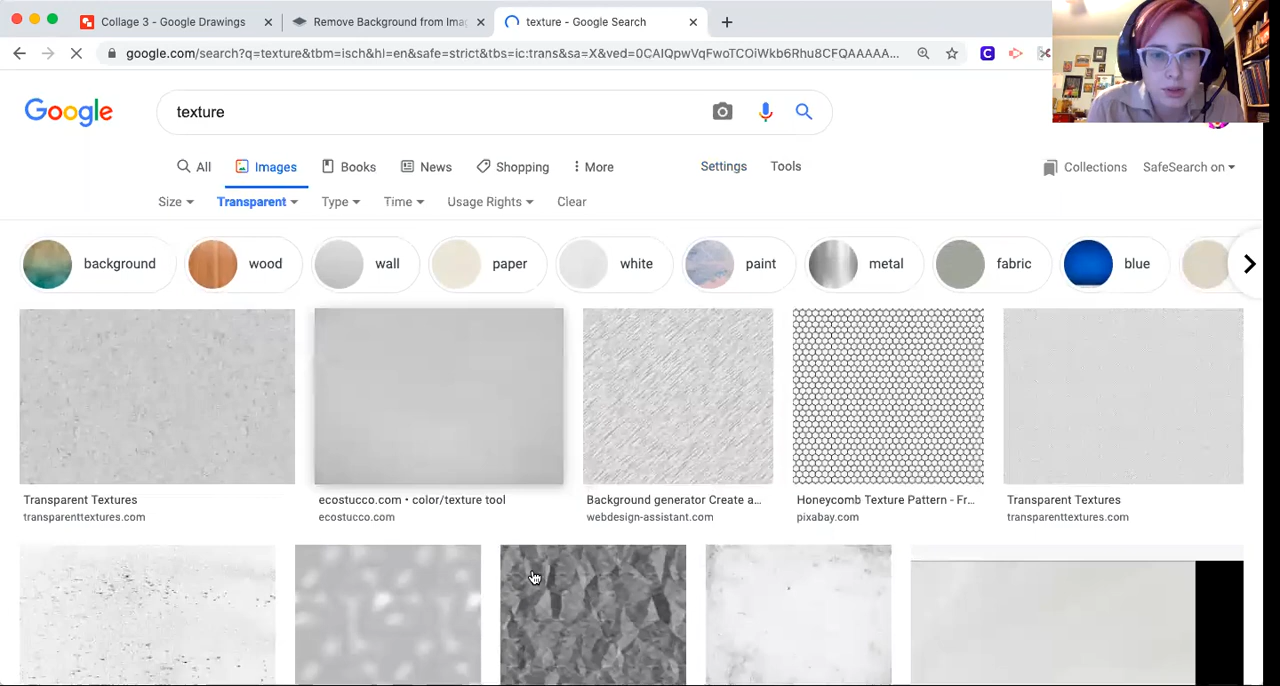 Collage 3 - Google Drawings
Remove Background from Ima
texture - Google Search
google.com/search?q=texture&tbm=isch&hl=en&safe=strict&tbs=ic:trans&sa=X&ved=0CAIQpwVqFwoTCOiWkb6Rhu8CFQAAAAA...
Google
texture
All
Images
Books
News
Shopping
More
Settings
Tools
Collections
SafeSearch on
Size
Transparent
Type
Time
Usage Rights
Clear
background
wood
wall
paper
white
paint
metal
fabric
blue
Transparent Textures
transparenttextures.com
ecostucco.com • color/texture tool
ecostucco.com
Background generator Create a...
webdesign-assistant.com
Honeycomb Texture Pattern - Fr...
pixabay.com
Transparent Textures
transparenttextures.com